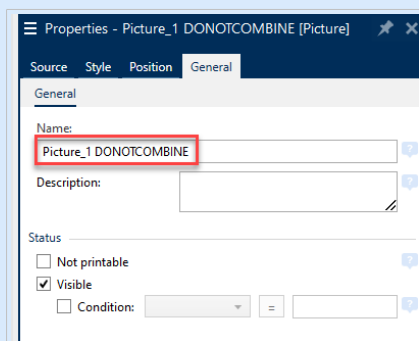 Properties - Picture_1 DONOTCOMBINE [Picture]
Source Style Position General
General
Name:
Picture_1 DONOTCOMBINE
?
Description:
?
Status
Not printable
?
Visible
Condition: =
?